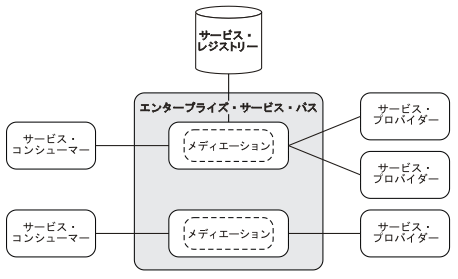 サービス・
レジストリー
エンタープライズ・サービス・バス
サービス・
コンシューマー
メディエーション
サービス・
プロバイダー
サービス・
プロバイダー
サービス・
コンシューマー
メディエーション
サービス・
プロバイダー